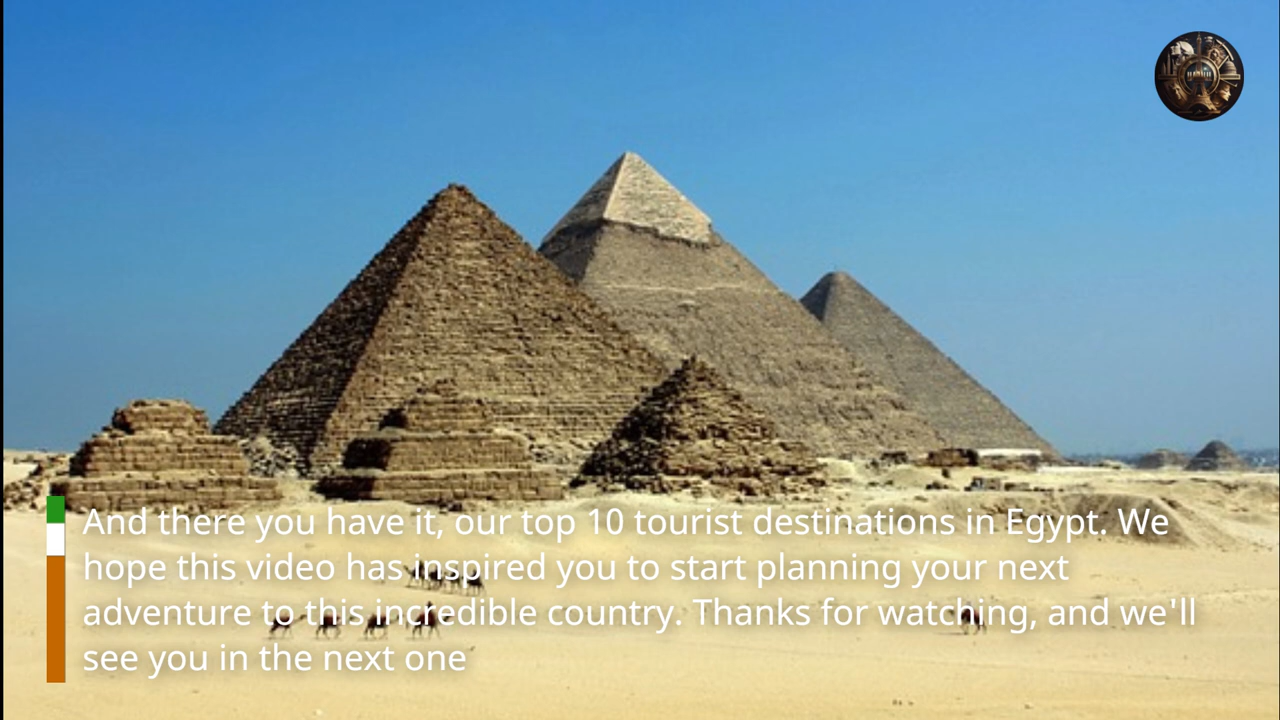 And there you have it, our top 10 tourist destinations in Egypt. We
hope this video has inspired you to start planning your next
adventure to this incredible country. Thanks for watching, and we'll
see you in the next one